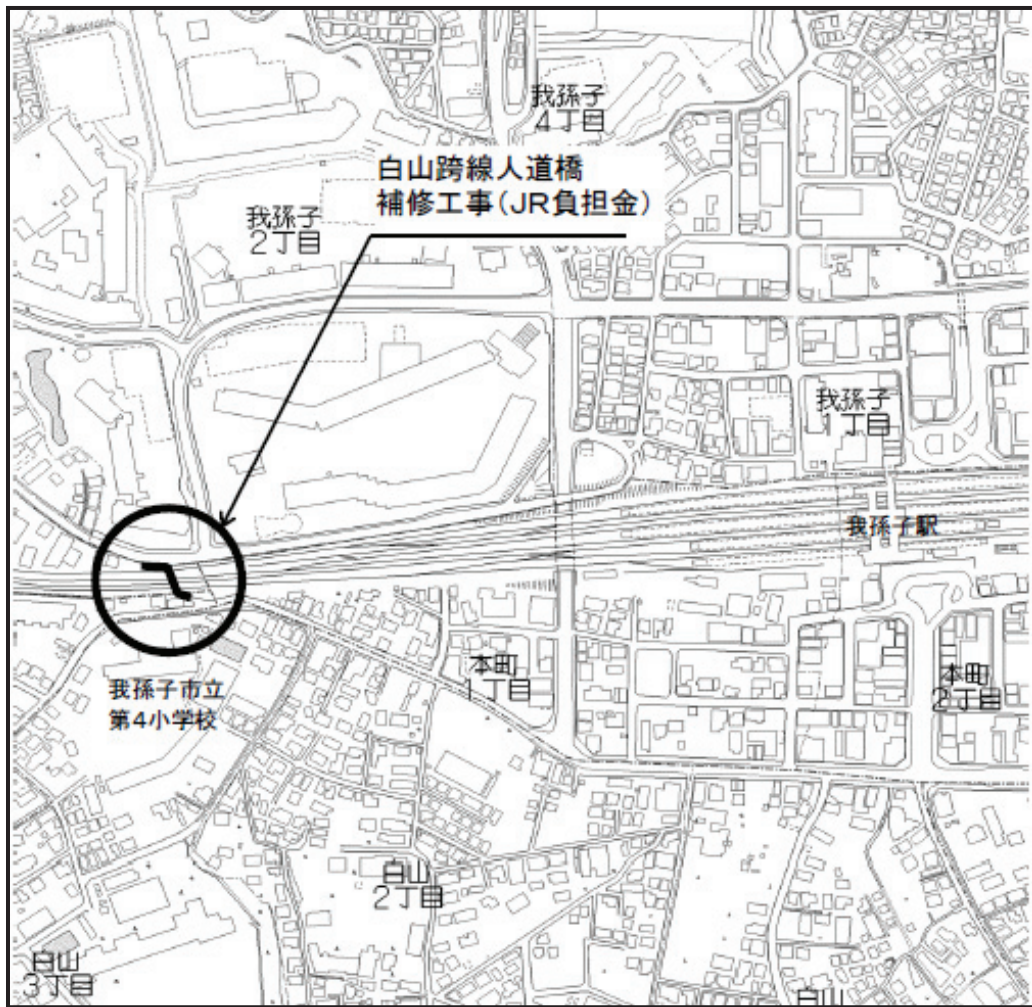 我孫子
4丁目
白山跨線人道橋
補修工事(JR負担金)
我孫子
2丁目
我孫子
1丁目
我孫子駅
本町
1丁目
本町
2丁目
我孫子市立
第4小学校
白山
2丁目
白山
3丁目
白山